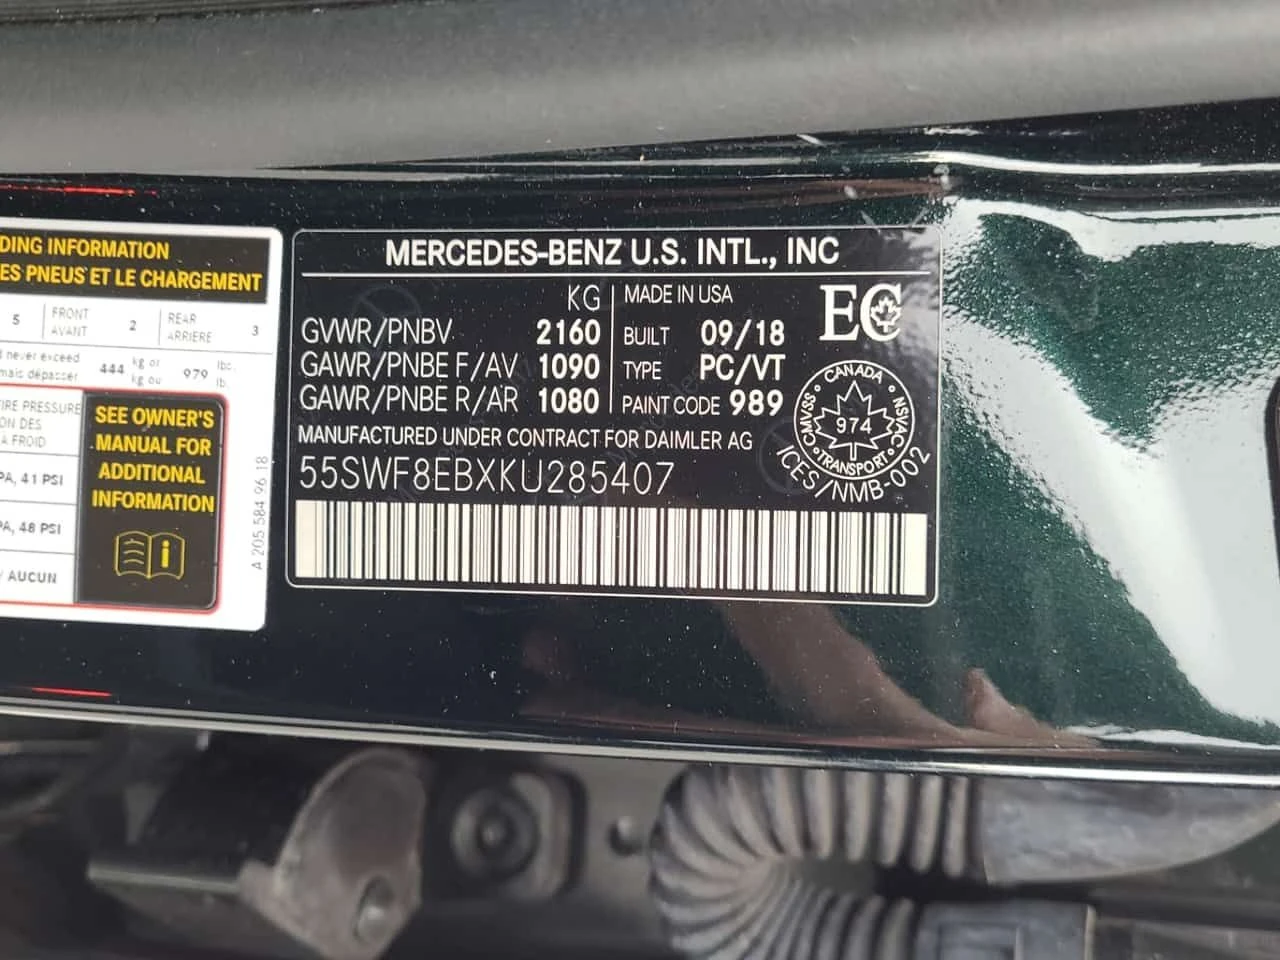 DING INFORMATION
ES PNEUS ET LE CHARGEMENT
5 FRONT AVANT 2 REAR ARRIERE 3
never exceed
mais dépasser 444 kg or kg ou 979 lbs. lb.
IRE PRESSURE
ON DES
A FROID
PA, 41 PSI
PA, 48 PSI
/ AUCUN
SEE OWNER'S
MANUAL FOR
ADDITIONAL
INFORMATION
i
A 205 584 96 18
MERCEDES-BENZ U.S. INTL., INC
KG
GVWR/PNBV 2160
GAWR/PNBE F/AV 1090
GAWR/PNBE R/AR 1080
MADE IN USA
BUILT 09/18
TYPE PC/VT
PAINT CODE 989
EC
CANADA
CMVSS
974
NSVAC
TRANSPORT
ICES/NMB-002
MANUFACTURED UNDER CONTRACT FOR DAIMLER AG
55SWF8EBXKU285407